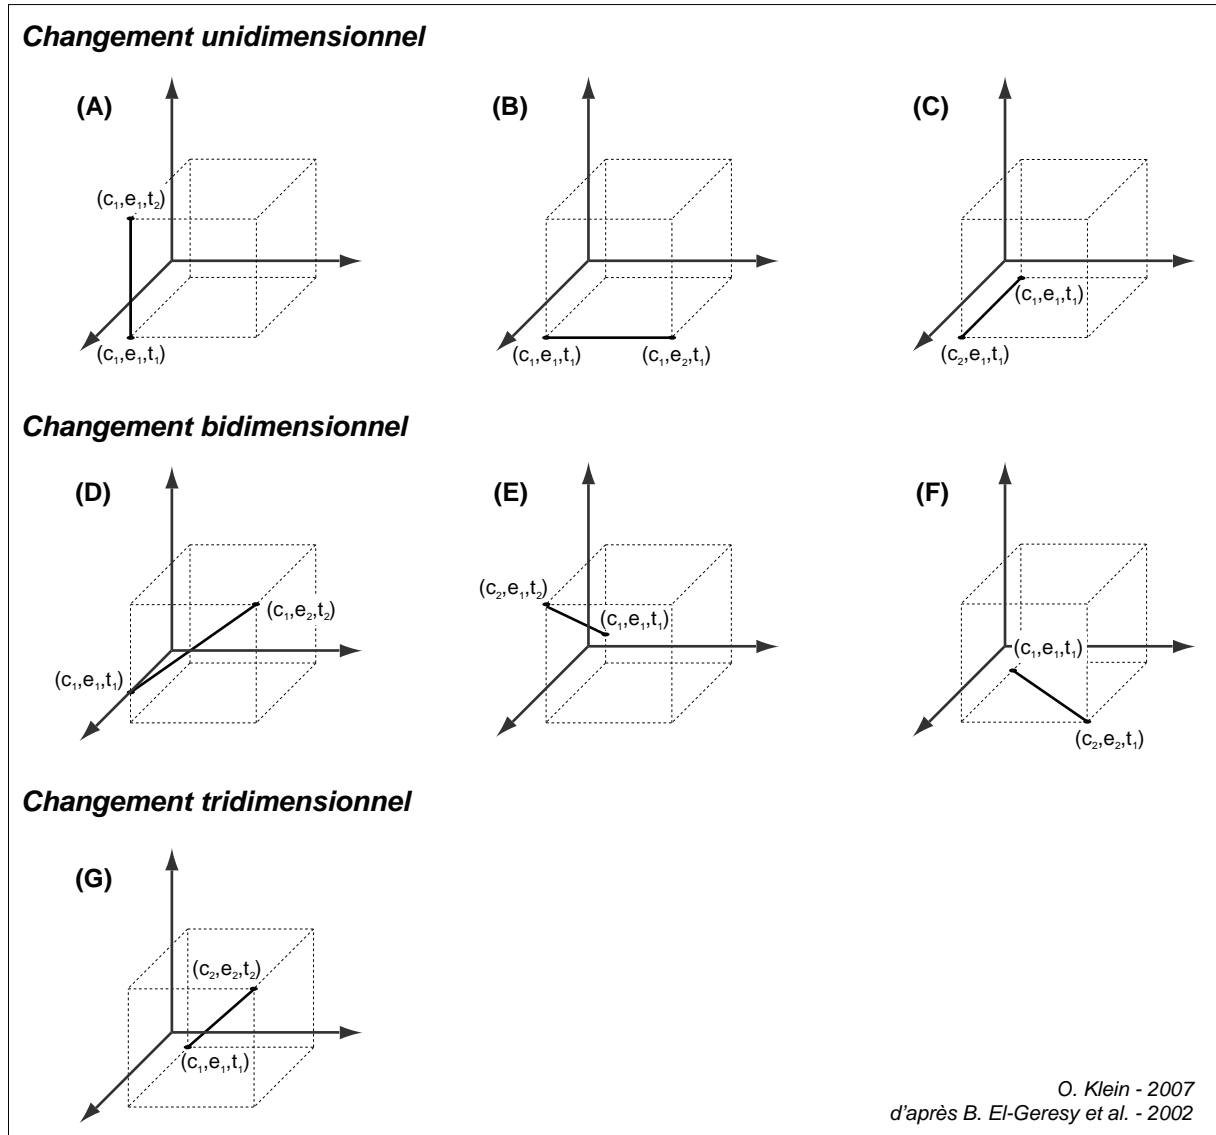 Changement unidimensionnel
(A)
(B)
(C)
(c₁,e₁,t₂)
(c₁,e₁,t₁)
(c₁,e₁,t₁)
(c₁,e₂,t₁)
(c₁,e₁,t₁)
(c₂,e₁,t₁)
Changement bidimensionnel
(D)
(E)
(F)
(c₁,e₂,t₂)
(c₁,e₁,t₁)
(c₂,e₁,t₂)
(c₁,e₁,t₁)
(c₁,e₁,t₁)
(c₂,e₂,t₁)
Changement tridimensionnel
(G)
(c₂,e₂,t₂)
(c₁,e₁,t₁)
O. Klein - 2007
d'après B. El-Geresy et al. - 2002